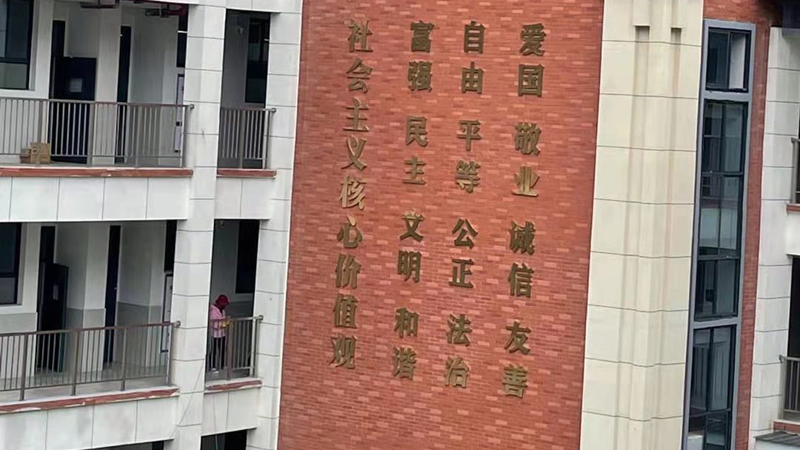 社会主义核心价值观
富强 民主 文明 和谐
自由 平等 公正 法治
爱国 敬业 诚信 友善